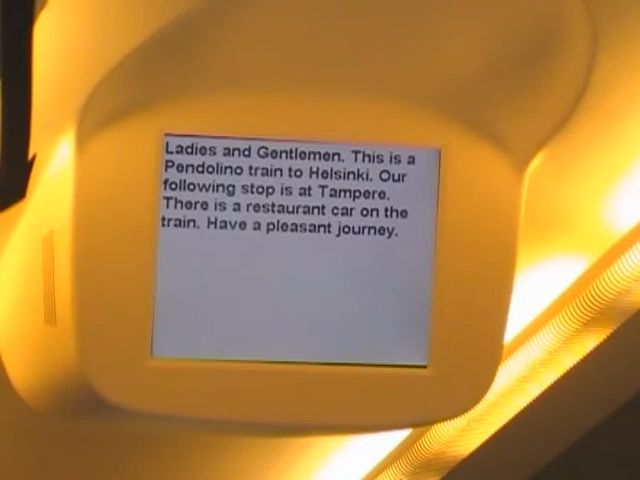 Ladies and Gentlemen. This is a
Pendolino train to Helsinki. Our
following stop is at Tampere.
There is a restaurant car on the
train. Have a pleasant journey.